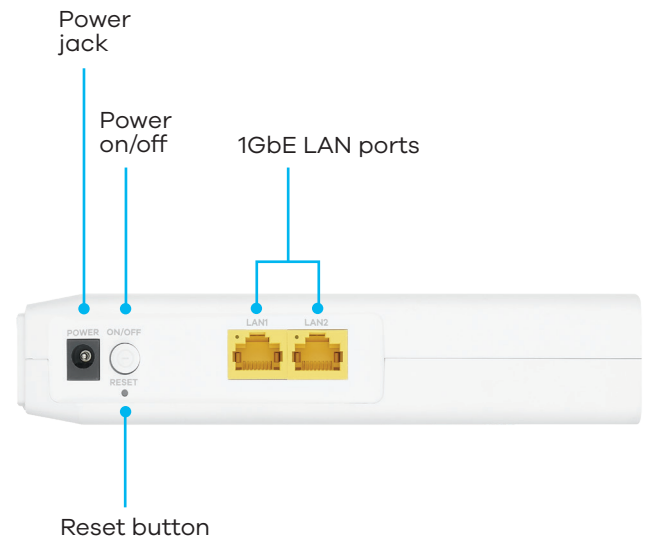 Power
jack
Power
on/off
1GbE LAN ports
POWER ON/OFF
LAN1 LAN2
RESET
Reset button